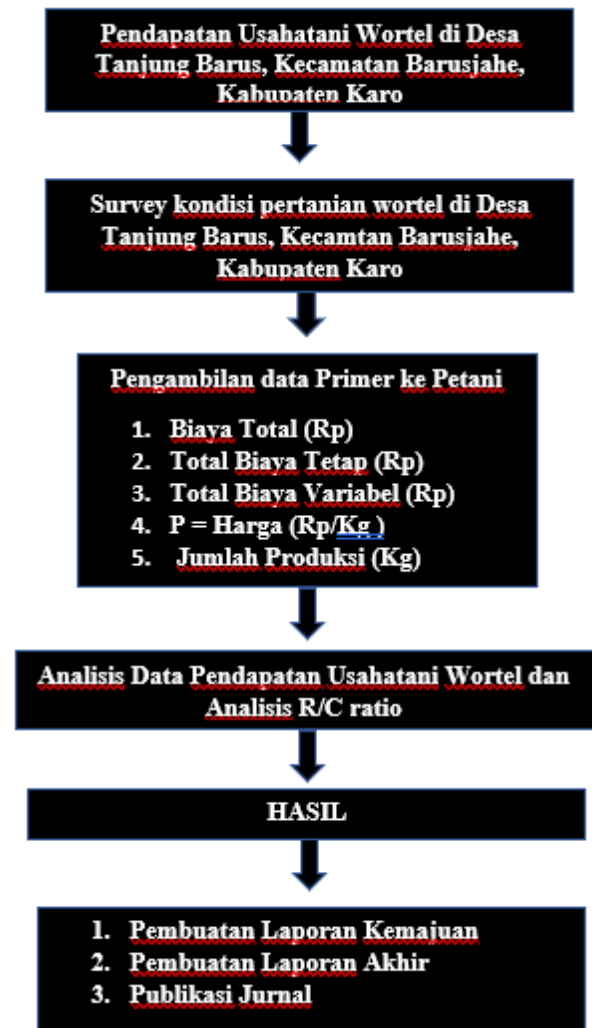 Pendapatan Usahatani Wortel di Desa
Tanjung Barus, Kecamatan Barusjahe,
Kabupaten Karo
Survey kondisi pertanian wortel di Desa
Tanjung Barus, Kecamtan Barusjahe,
Kabupaten Karo
Pengambilan data Primer ke Petani
1. Biaya Total (Rp)
2. Total Biaya Tetap (Rp)
3. Total Biaya Variabel (Rp)
4. P = Harga (Rp/Kg )
5. Jumlah Produksi (Kg)
Analisis Data Pendapatan Usahatani Wortel dan
Analisis R/C ratio
HASIL
1. Pembuatan Laporan Kemajuan
2. Pembuatan Laporan Akhir
3. Publikasi Jurnal